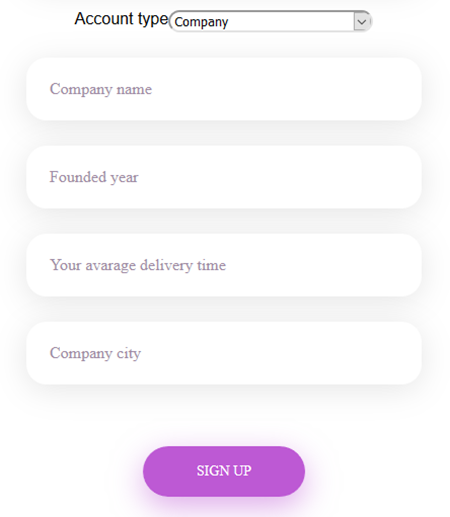 Account type Company
Company name
Founded year
Your avarage delivery time
Company city
SIGN UP